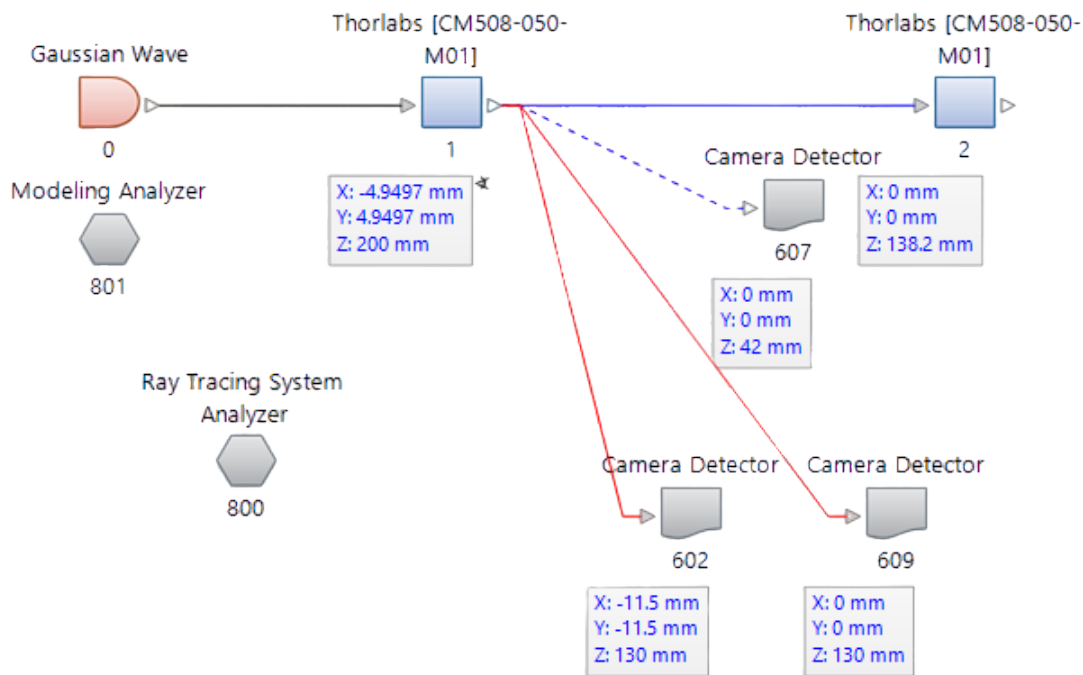 Thorlabs [CM508-050-
M01]
Thorlabs [CM508-050-
M01]
Gaussian Wave
0
1
2
Camera Detector
607
Modeling Analyzer
801
X: -4.9497 mm
Y: 4.9497 mm
Z: 200 mm
X: 0 mm
Y: 0 mm
Z: 138.2 mm
X: 0 mm
Y: 0 mm
Z: 42 mm
Ray Tracing System
Analyzer
800
Camera Detector
602
Camera Detector
609
X: -11.5 mm
Y: -11.5 mm
Z: 130 mm
X: 0 mm
Y: 0 mm
Z: 130 mm